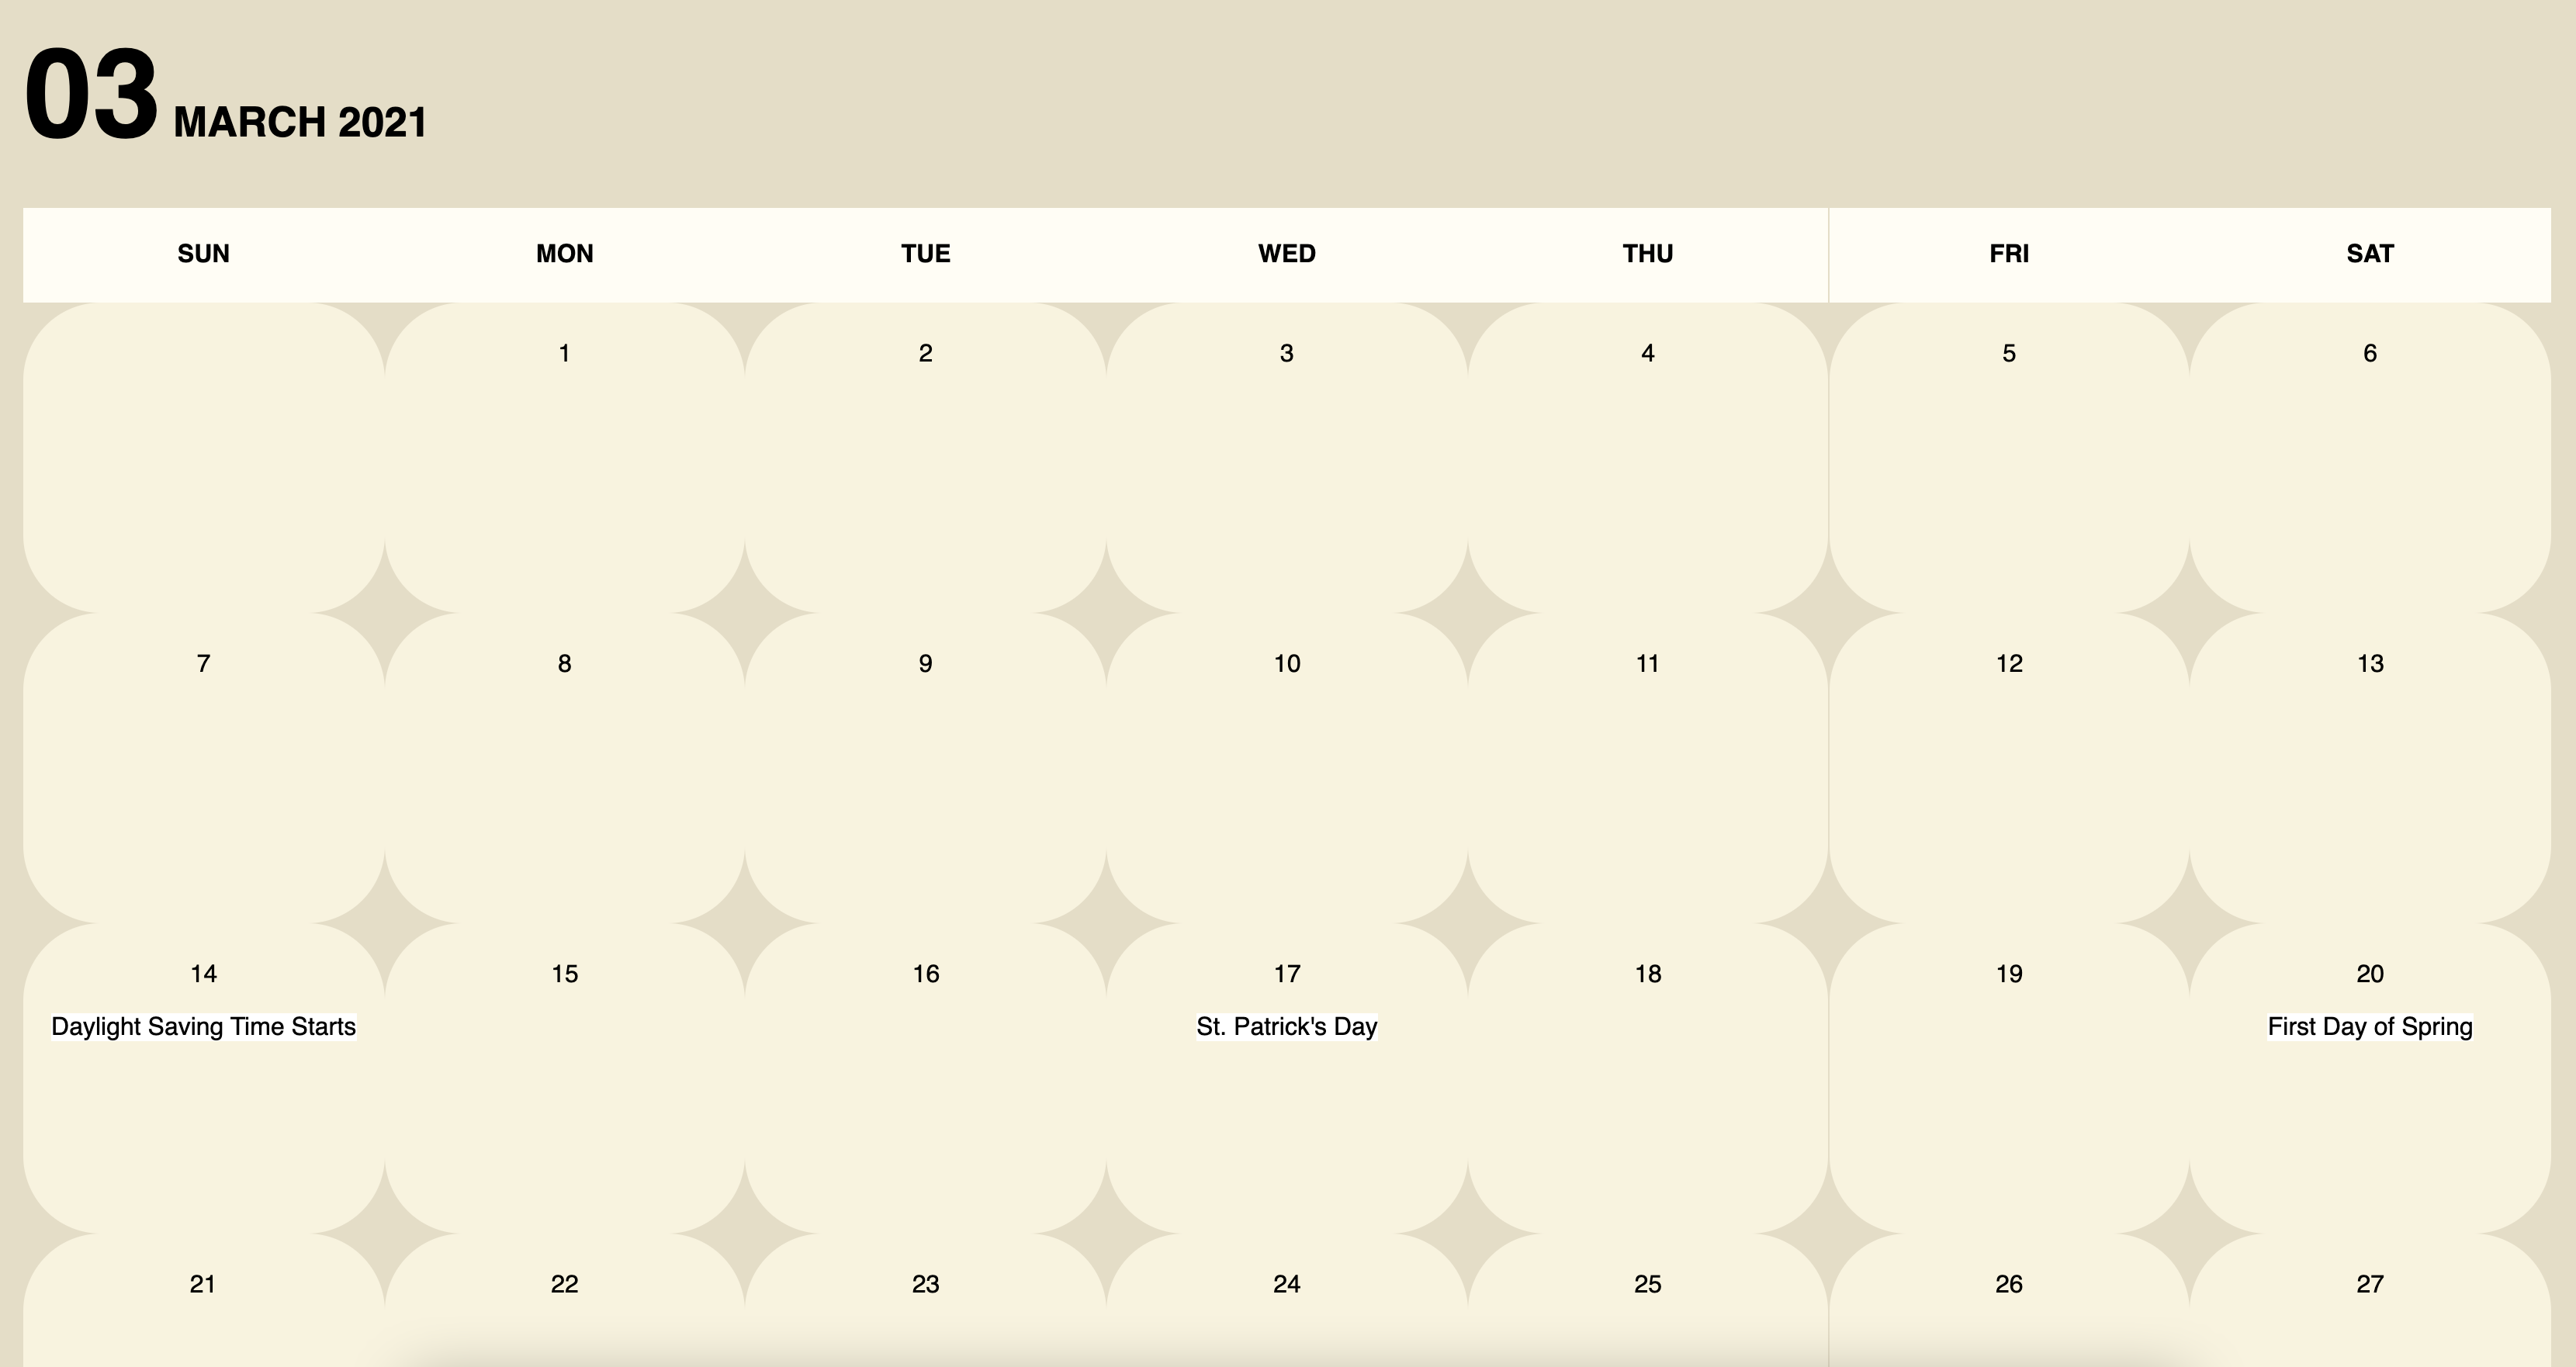 03 MARCH 2021
SUN MON TUE WED THU FRI SAT
1 2 3 4 5 6
7 8 9 10 11 12 13
14 15 16 17 18 19 20
Daylight Saving Time Starts St. Patrick's Day First Day of Spring
21 22 23 24 25 26 27